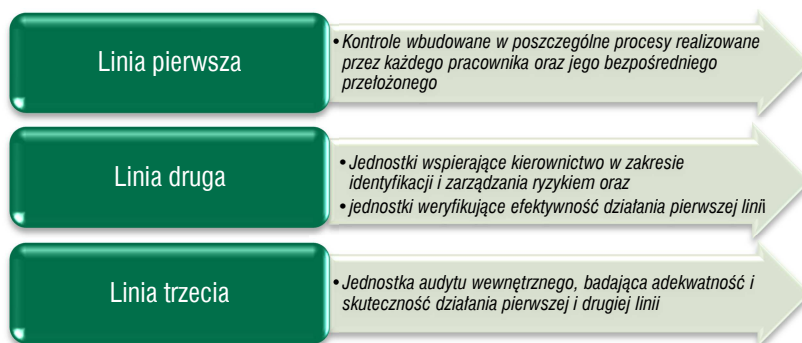 Linia pierwsza
• Kontrole wbudowane w poszczególne procesy realizowane
przez każdego pracownika oraz jego bezpośredniego
przełożonego
Linia druga
• Jednostki wspierające kierownictwo w zakresie
identyfikacji i zarządzania ryzykiem oraz
• jednostki weryfikujące efektywność działania pierwszej linii
Linia trzecia
• Jednostka audytu wewnętrznego, badająca adekwatność i
skuteczność działania pierwszej i drugiej linii